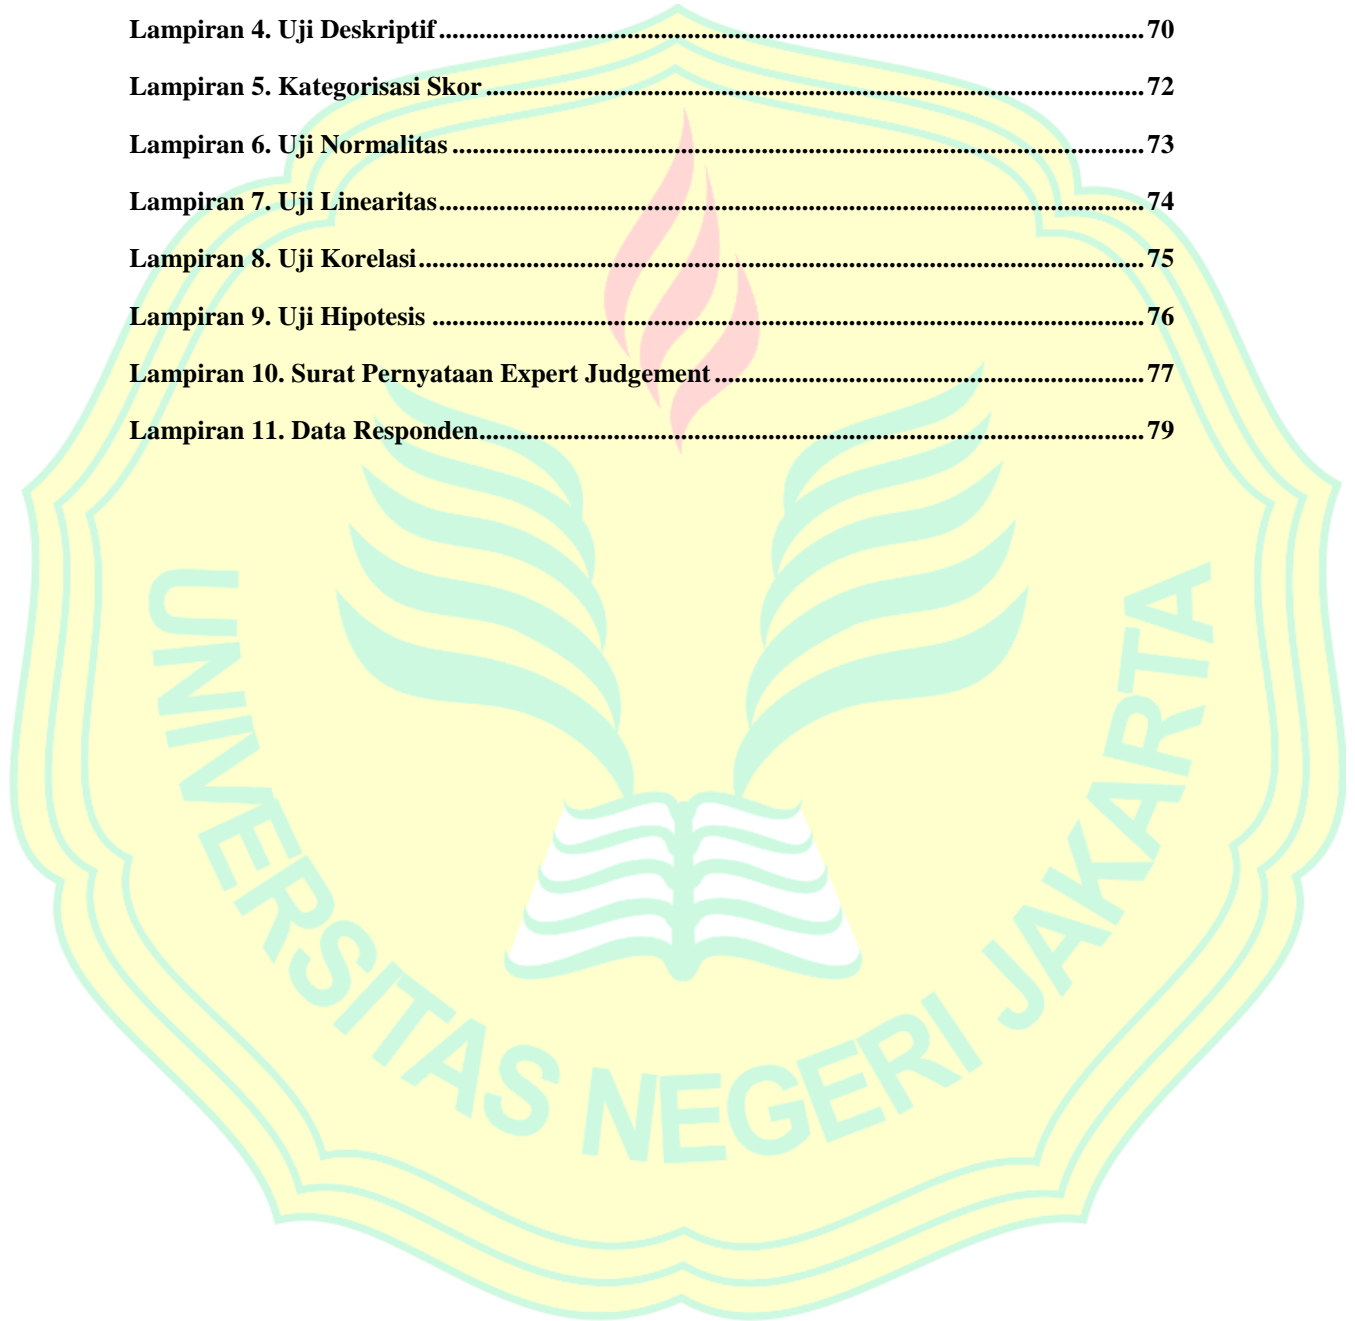 Lampiran 4. Uji Deskriptif........................................................................................................ 70
Lampiran 5. Kategorisasi Skor ................................................................................................. 72
Lampiran 6. Uji Normalitas ...................................................................................................... 73
Lampiran 7. Uji Linearitas........................................................................................................ 74
Lampiran 8. Uji Korelasi........................................................................................................... 75
Lampiran 9. Uji Hipotesis ......................................................................................................... 76
Lampiran 10. Surat Pernyataan Expert Judgement ................................................................ 77
Lampiran 11. Data Responden.................................................................................................. 79
UNIVERSITAS NEGERI JAKARTA